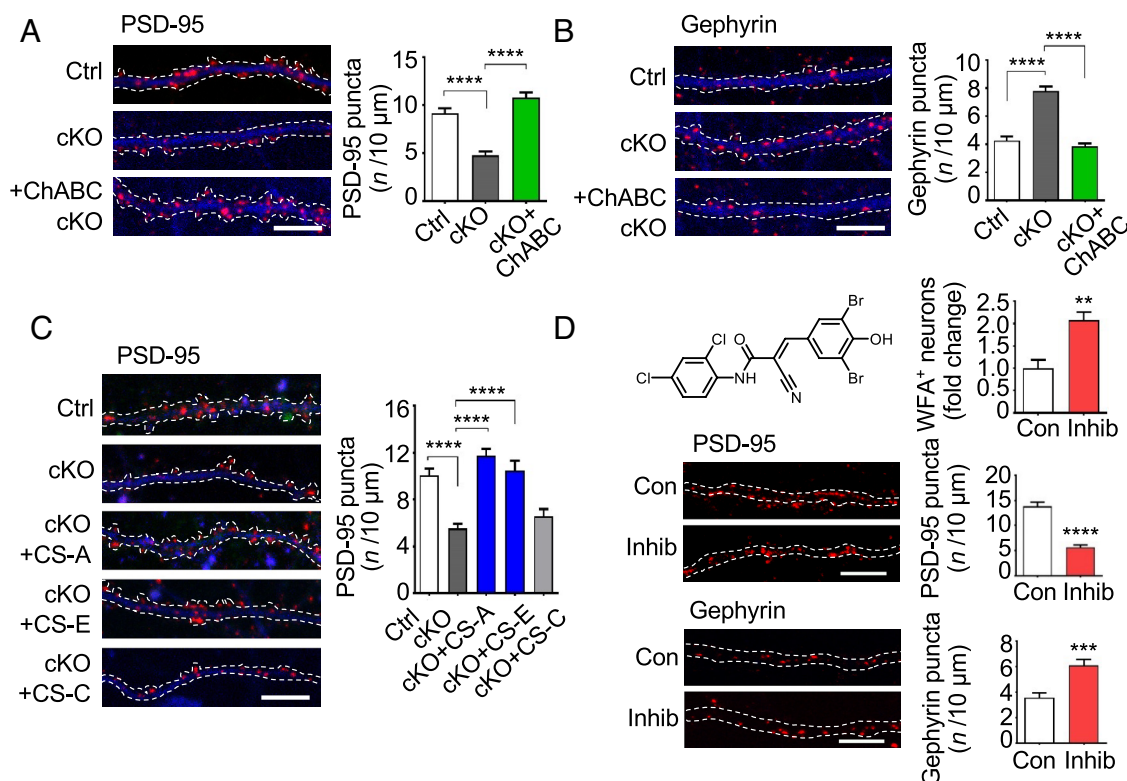 A
PSD-95
Ctrl
cKO
+ChABC
cKO
PSD-95 puncta
(n /10 µm)
15
10
5
0
****
****
Ctrl
cKO
cKO+
ChABC
B
Gephyrin
Ctrl
cKO
+ChABC
cKO
Gephyrin puncta
(n /10 µm)
10
8
6
4
2
0
****
****
Ctrl
cKO
cKO+
ChABC
C
PSD-95
Ctrl
cKO
cKO
+CS-A
cKO
+CS-E
cKO
+CS-C
PSD-95 puncta
(n /10 µm)
16
12
8
4
0
****
****
****
Ctrl
cKO
cKO+CS-A
cKO+CS-E
cKO+CS-C
D
Cl
Cl
O
NH
N
Br
OH
Br
WFA+ neurons
(fold change)
2.5
2.0
1.5
1.0
0.5
0
**
Con Inhib
PSD-95
Con
Inhib
PSD-95 puncta
(n /10 µm)
20
15
10
5
0
****
Con Inhib
Gephyrin
Con
Inhib
Gephyrin puncta
(n /10 µm)
8
6
4
2
0
***
Con Inhib